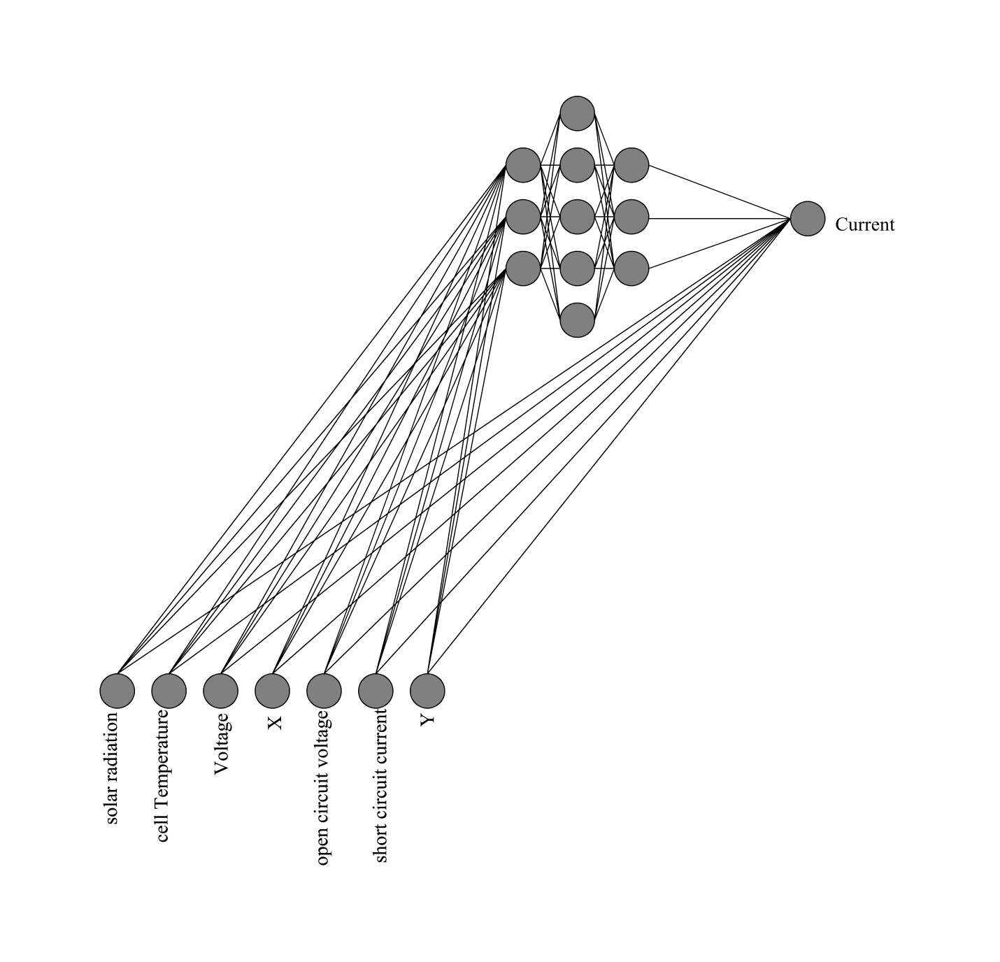 Current
solar radiation
cell Temperature
Voltage
X
open circuit voltage
short circuit current
Y